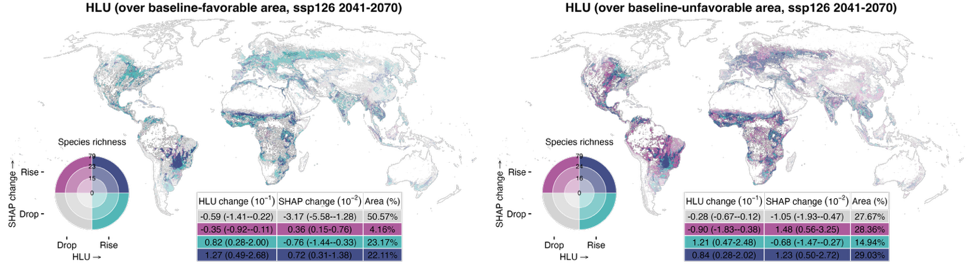 HLU (over baseline-favorable area, ssp126 2041-2070)
Species richness
SHAP change →
Rise
Drop
79
23
15
0
Drop
Rise
HLU →
HLU change (10⁻¹) SHAP change (10⁻²) Area (%)
-0.59 (-1.41--0.22) -3.17 (-5.58--1.28) 50.57%
-0.35 (-0.92--0.11) 0.36 (0.15-0.76) 4.16%
0.82 (0.28-2.00) -0.76 (-1.44--0.33) 23.17%
1.27 (0.49-2.68) 0.72 (0.31-1.38) 22.11%
HLU (over baseline-unfavorable area, ssp126 2041-2070)
Species richness
SHAP change →
Rise
Drop
79
23
15
0
Drop
Rise
HLU →
HLU change (10⁻¹) SHAP change (10⁻²) Area (%)
-0.28 (-0.67--0.12) -1.05 (-1.93--0.47) 27.67%
-0.90 (-1.83--0.38) 1.48 (0.56-3.25) 28.36%
1.21 (0.47-2.48) -0.68 (-1.47--0.27) 14.94%
0.84 (0.28-2.02) 1.23 (0.50-2.72) 29.03%